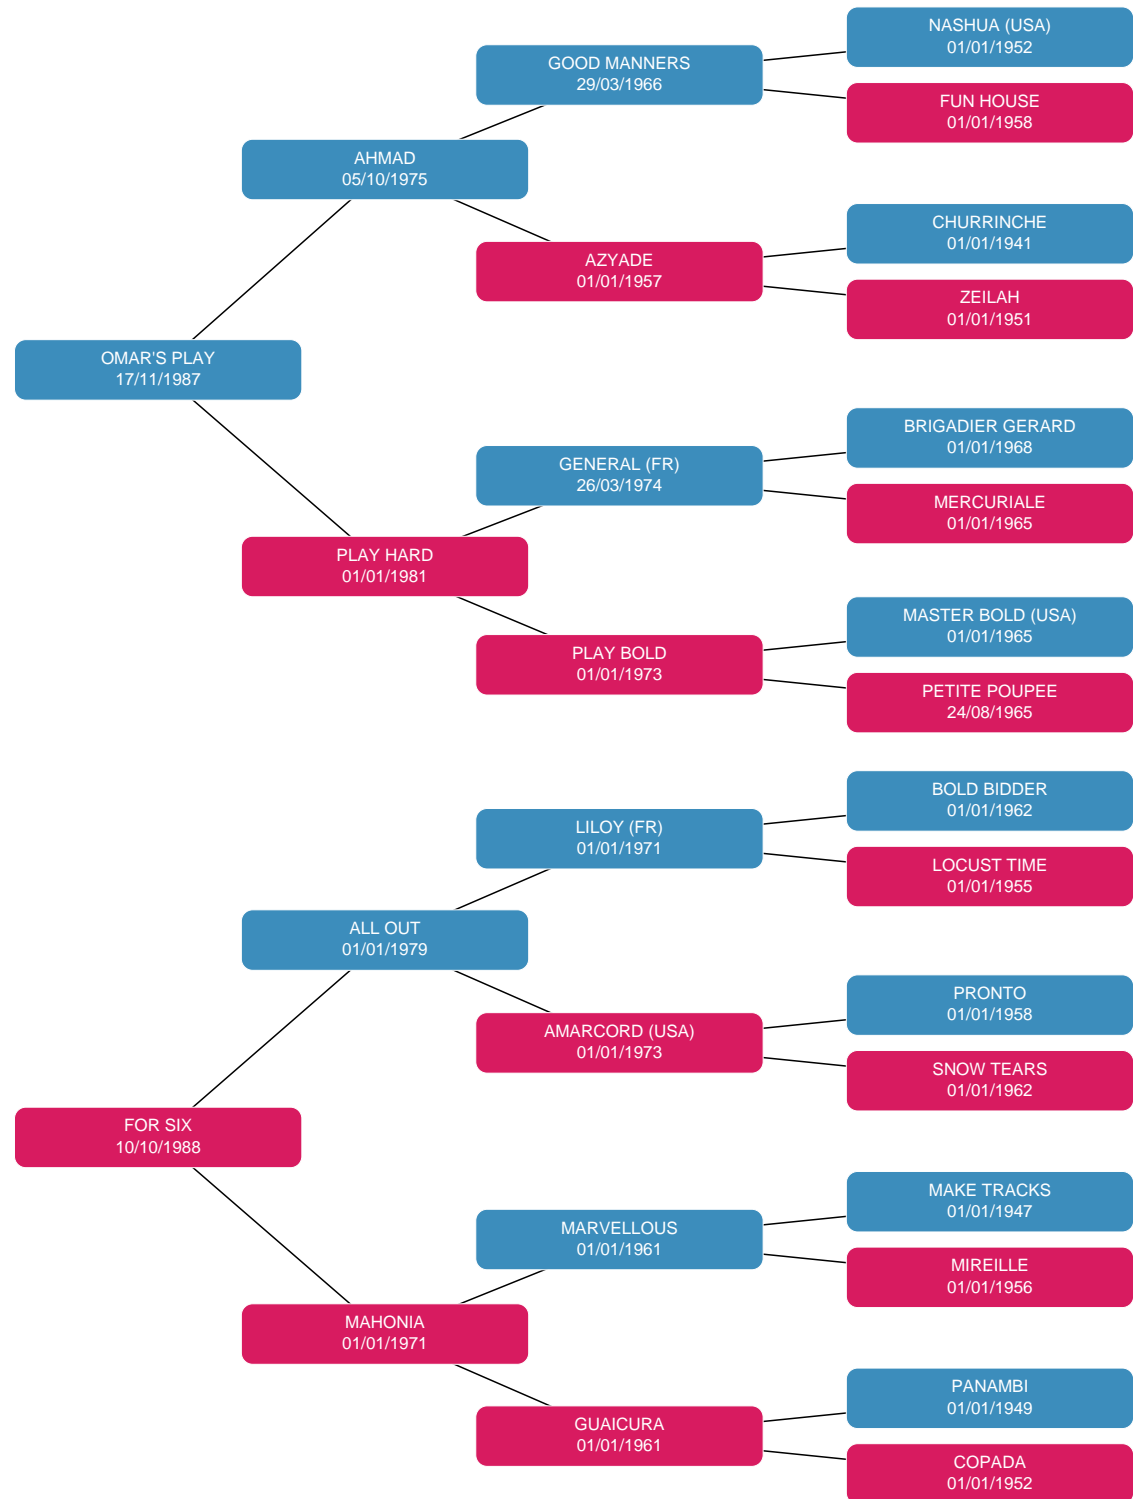 NASHUA (USA)
01/01/1952
GOOD MANNERS
29/03/1966
FUN HOUSE
01/01/1958
AHMAD
05/10/1975
CHURRINCHE
01/01/1941
AZYADE
01/01/1957
ZEILAH
01/01/1951
OMAR'S PLAY
17/11/1987
BRIGADIER GERARD
01/01/1968
GENERAL (FR)
26/03/1974
MERCURIALE
01/01/1965
PLAY HARD
01/01/1981
MASTER BOLD (USA)
01/01/1965
PLAY BOLD
01/01/1973
PETITE POUPEE
24/08/1965
BOLD BIDDER
01/01/1962
LILOY (FR)
01/01/1971
LOCUST TIME
01/01/1955
ALL OUT
01/01/1979
PRONTO
01/01/1958
AMARCORD (USA)
01/01/1973
SNOW TEARS
01/01/1962
FOR SIX
10/10/1988
MAKE TRACKS
01/01/1947
MARVELLOUS
01/01/1961
MIREILLE
01/01/1956
MAHONIA
01/01/1971
PANAMBI
01/01/1949
GUAICURA
01/01/1961
COPADA
01/01/1952